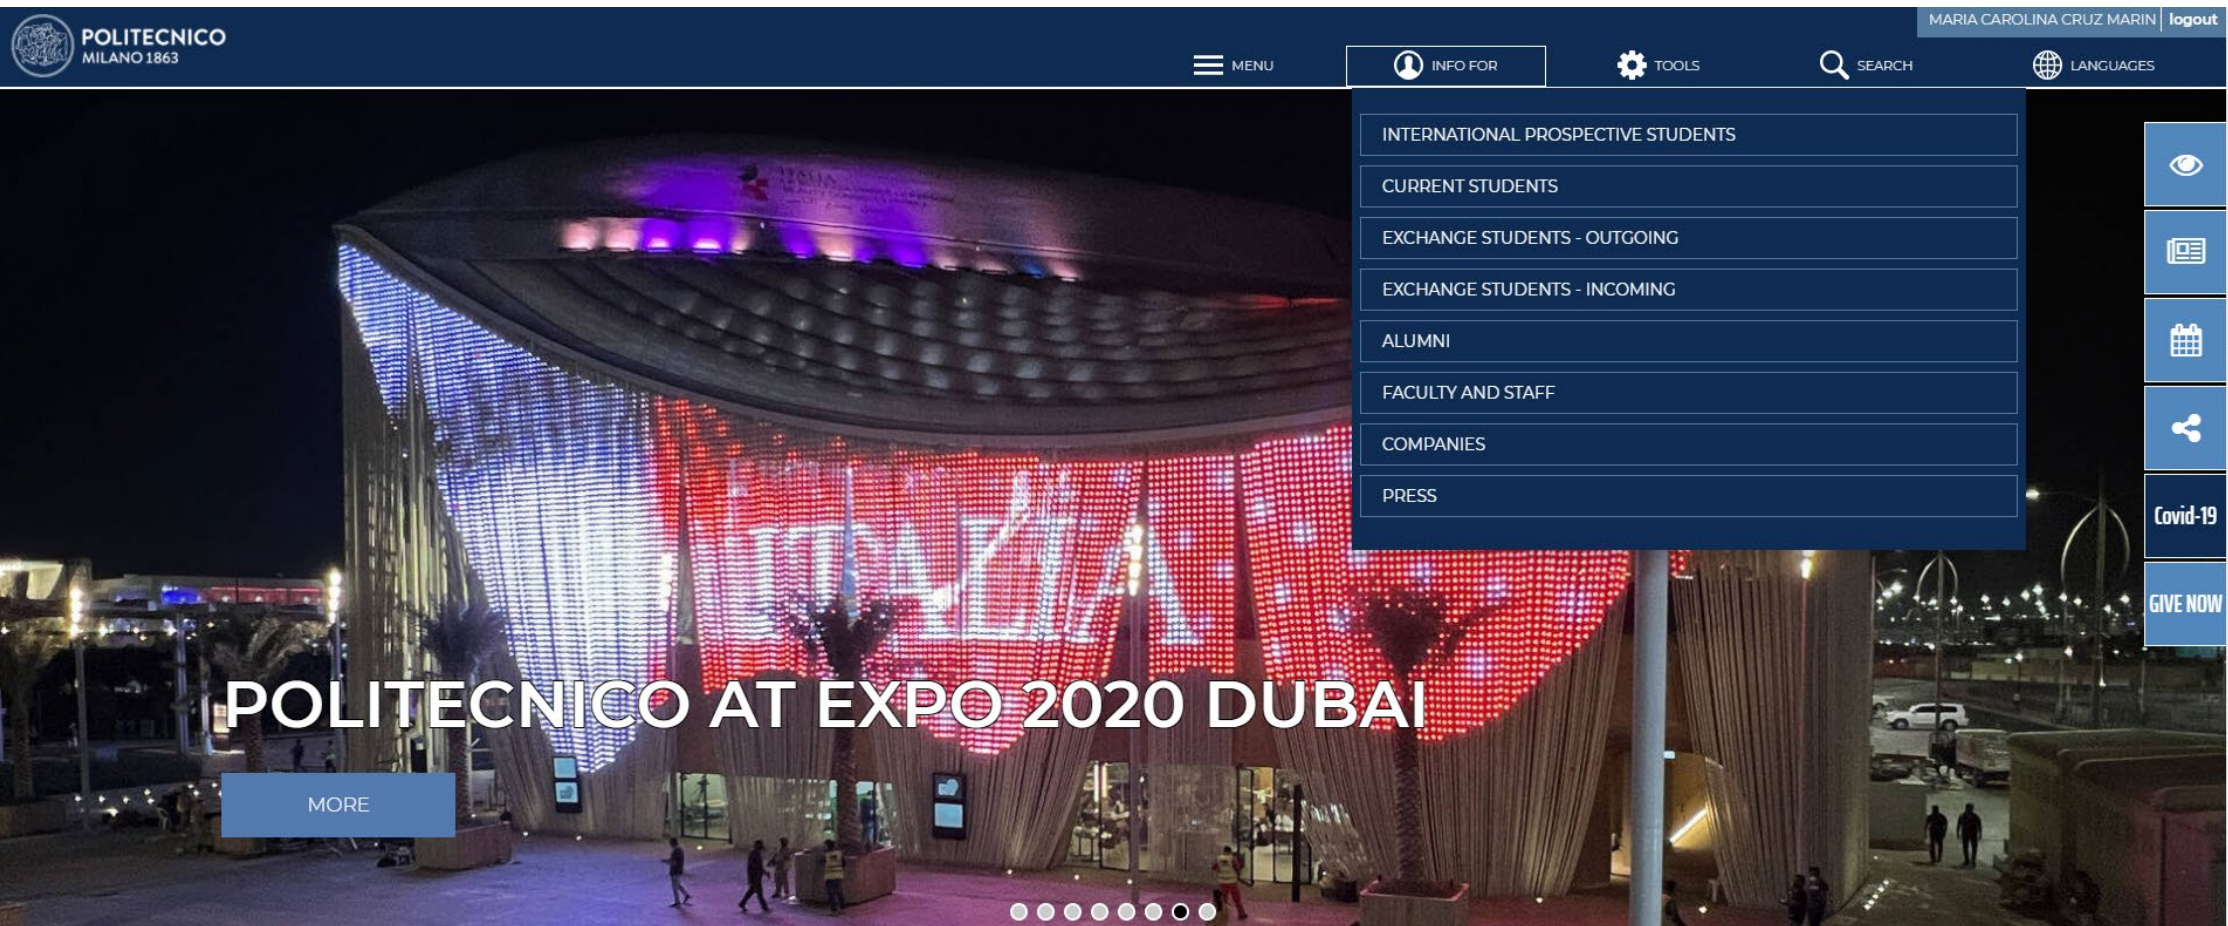 MARIA CAROLINA CRUZ MARIN logout
POLITECNICO
MILANO 1863
MENU
INFO FOR
TOOLS
SEARCH
LANGUAGES
INTERNATIONAL PROSPECTIVE STUDENTS
CURRENT STUDENTS
EXCHANGE STUDENTS - OUTGOING
EXCHANGE STUDENTS - INCOMING
ALUMNI
FACULTY AND STAFF
COMPANIES
PRESS
Covid-19
GIVE NOW
ITALIA
ITALIA
POLITECNICO AT EXPO 2020 DUBAI
MORE